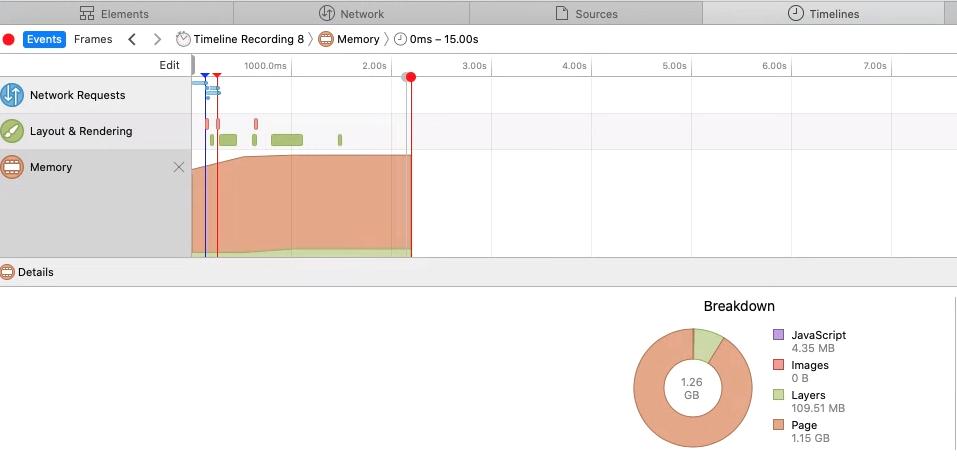 Elements Network Sources Timelines
Events Frames Timeline Recording 8 Memory 0ms – 15.00s
Edit 1000.0ms 2.00s 3.00s 4.00s 5.00s 6.00s 7.00s
Network Requests
Layout & Rendering
Memory
Details
Breakdown
1.26
GB
JavaScript
4.35 MB
Images
0 B
Layers
109.51 MB
Page
1.15 GB